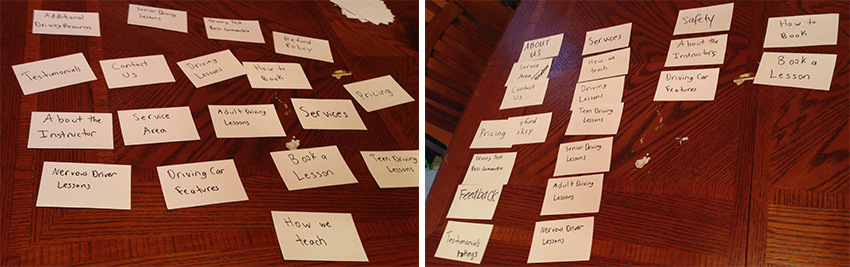 Additional
Driving Resources
Senior Driving
Lessons
Driving Test
Pass Guarantee
Refund
Policy
Testimonials
Contact
Us
Driving
Lessons
How to
Book
Pricing
About the
Instructor
Service
Area
Adult Driving
Lessons
Services
Nervous Driver
Lessons
Driving Car
Features
Book a
Lesson
Teen Driving
Lessons
How we
teach
ABOUT
US
Service
Area
Contact
Us
Pricing
efund
olicy
Driving Test
Pass Guarantee
Feedback
Testimonials
Services
How we
teach
Driving
Lessons
Teen Driving
Lessons
Senior Driving
Lessons
Adult Driving
Lessons
Nervous Driver
Lessons
Safety
About the
Instructors
Driving Car
Features
How to
Book
Book a
Lesson